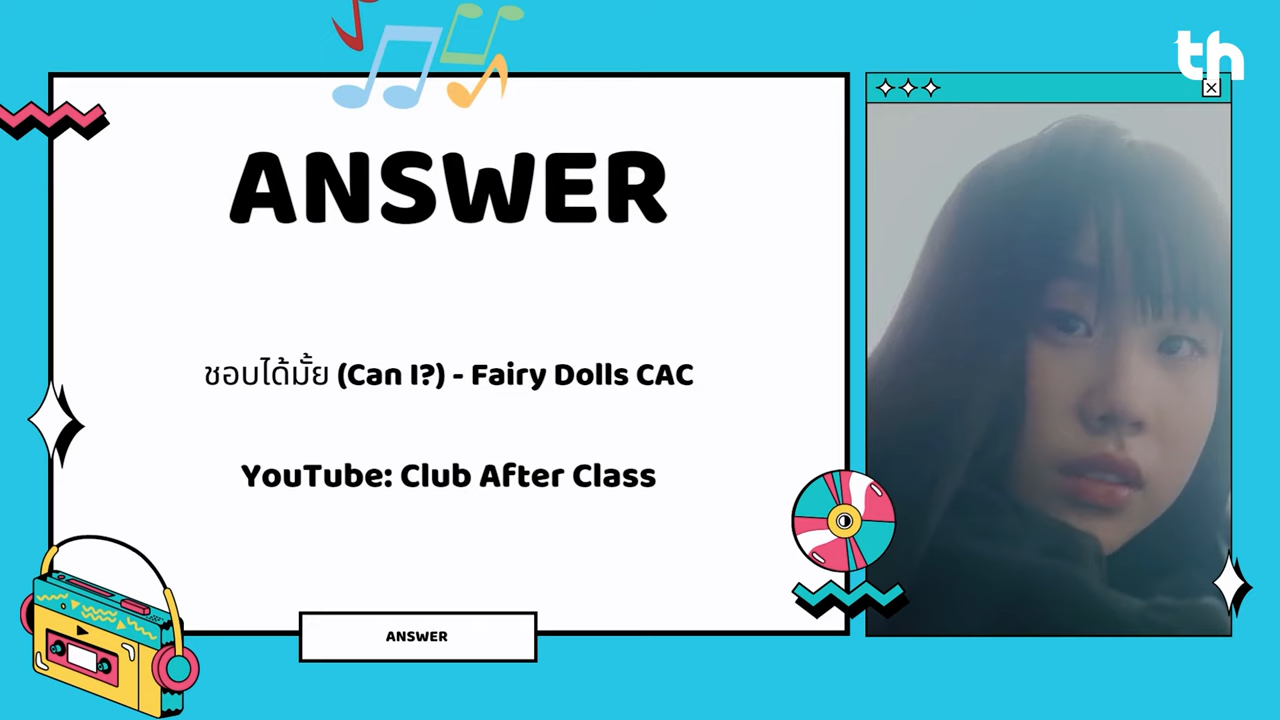 th
ANSWER
ชอบได้มั้ย (Can I?) - Fairy Dolls CAC
YouTube: Club After Class
ANSWER